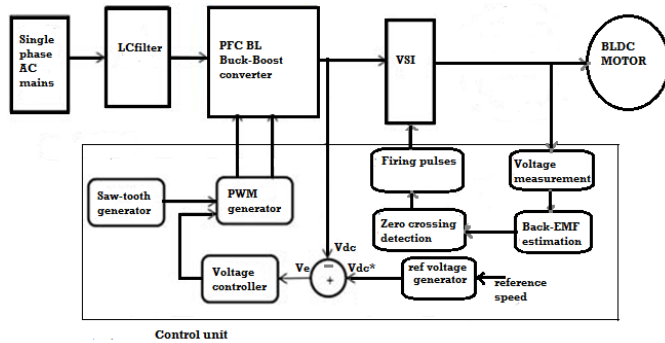 Single
phase
AC
mains
LCfilter
PFC BL
Buck-Boost
converter
VSI
BLDC
MOTOR
Firing pulses
Voltage
measurement
Saw-tooth
generator
PWM
generator
Zero crossing
detection
Back-EMF
estimation
Vdc
Voltage
controller
Ve
−
+
Vdc*
ref voltage
generator
reference
speed
Control unit